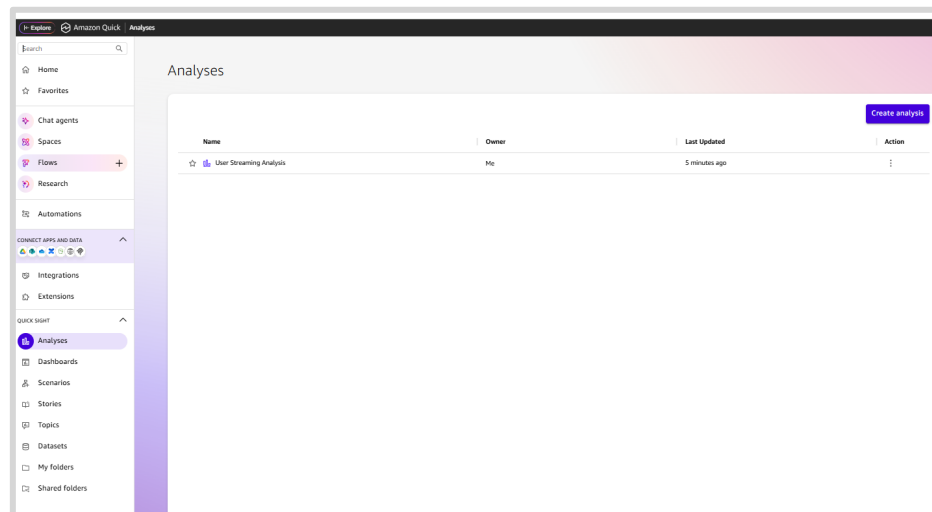 Explore Amazon Quick Analyses
Search
Home
Favorites
Chat agents
Spaces
Flows
Research
Automations
CONNECT APPS AND DATA
Integrations
Extensions
QUICK SIGHT
Analyses
Dashboards
Scenarios
Stories
Topics
Datasets
My folders
Shared folders
Analyses
Create analysis
Name Owner Last Updated Action
User Streaming Analysis Me 5 minutes ago